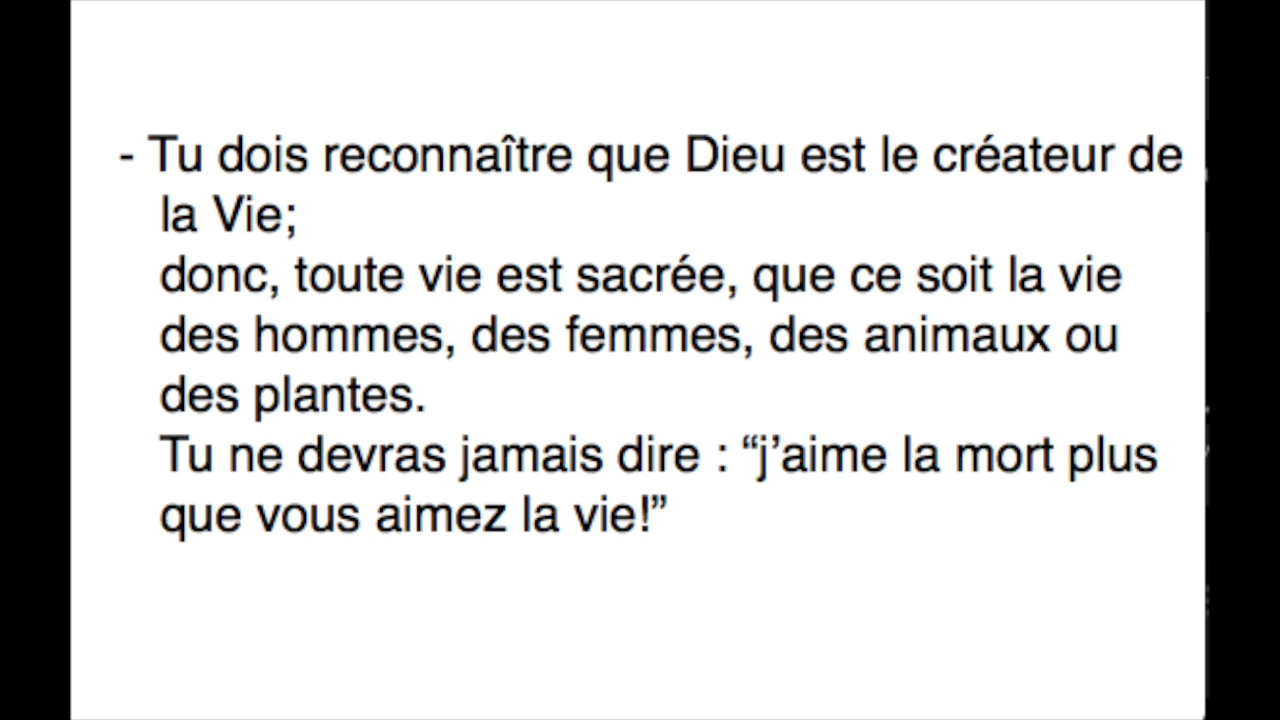 - Tu dois reconnaître que Dieu est le créateur de
la Vie;
donc, toute vie est sacrée, que ce soit la vie
des hommes, des femmes, des animaux ou
des plantes.
Tu ne devras jamais dire : “j’aime la mort plus
que vous aimez la vie!”